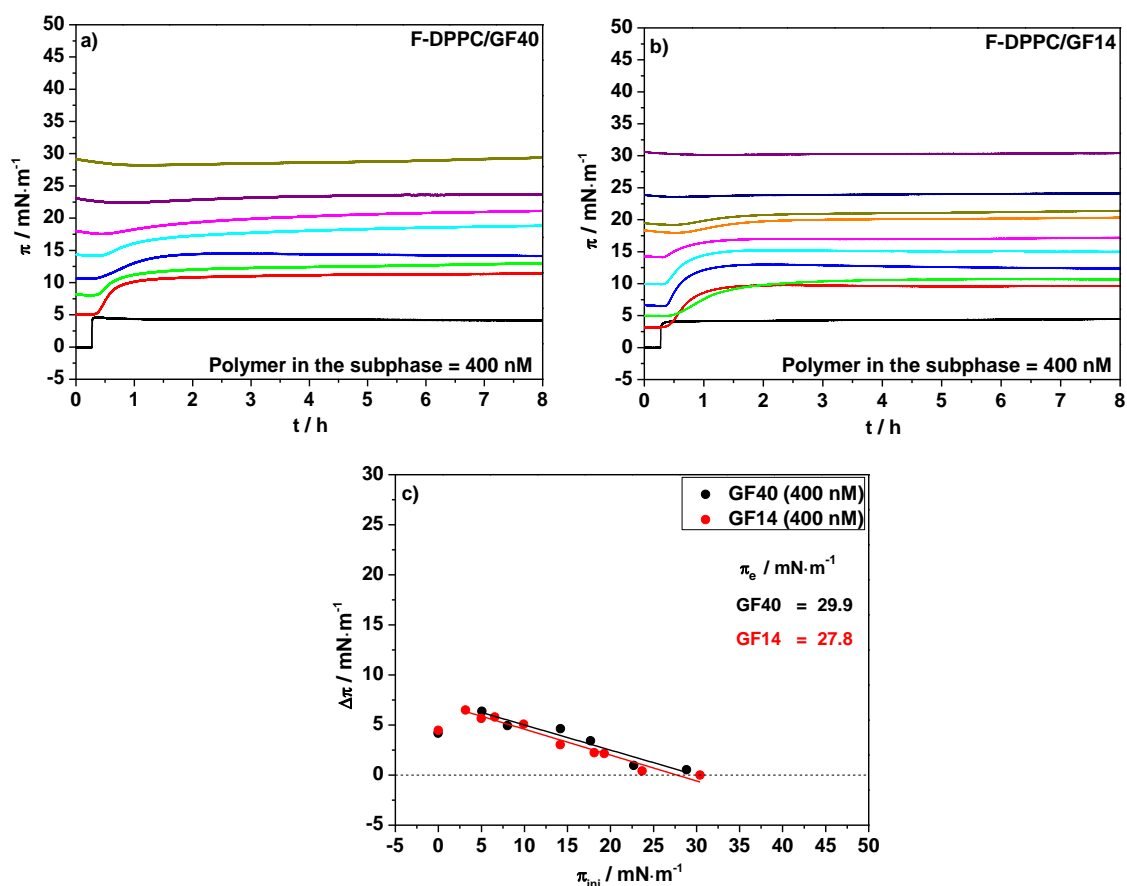 a)
F-DPPC/GF40
50
45
40
35
30
25
20
15
10
5
0
-5
π / mN·m⁻¹
Polymer in the subphase = 400 nM
0 1 2 3 4 5 6 7 8
t / h
b)
F-DPPC/GF14
50
45
40
35
30
25
20
15
10
5
0
-5
π / mN·m⁻¹
Polymer in the subphase = 400 nM
0 1 2 3 4 5 6 7 8
t / h
c)
GF40 (400 nM)
GF14 (400 nM)
πe / mN·m⁻¹
GF40 = 29.9
GF14 = 27.8
30
25
20
15
10
5
0
-5
Δπ / mN·m⁻¹
0 5 10 15 20 25 30 35 40 45 50
πini / mN·m⁻¹